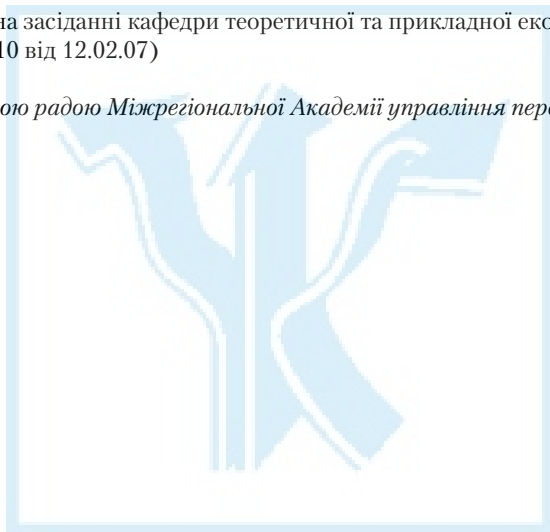 на засіданні кафедри теоретичної та прикладної еко
10 від 12.02.07)
ою радою Міжрегіональної Академії управління пер